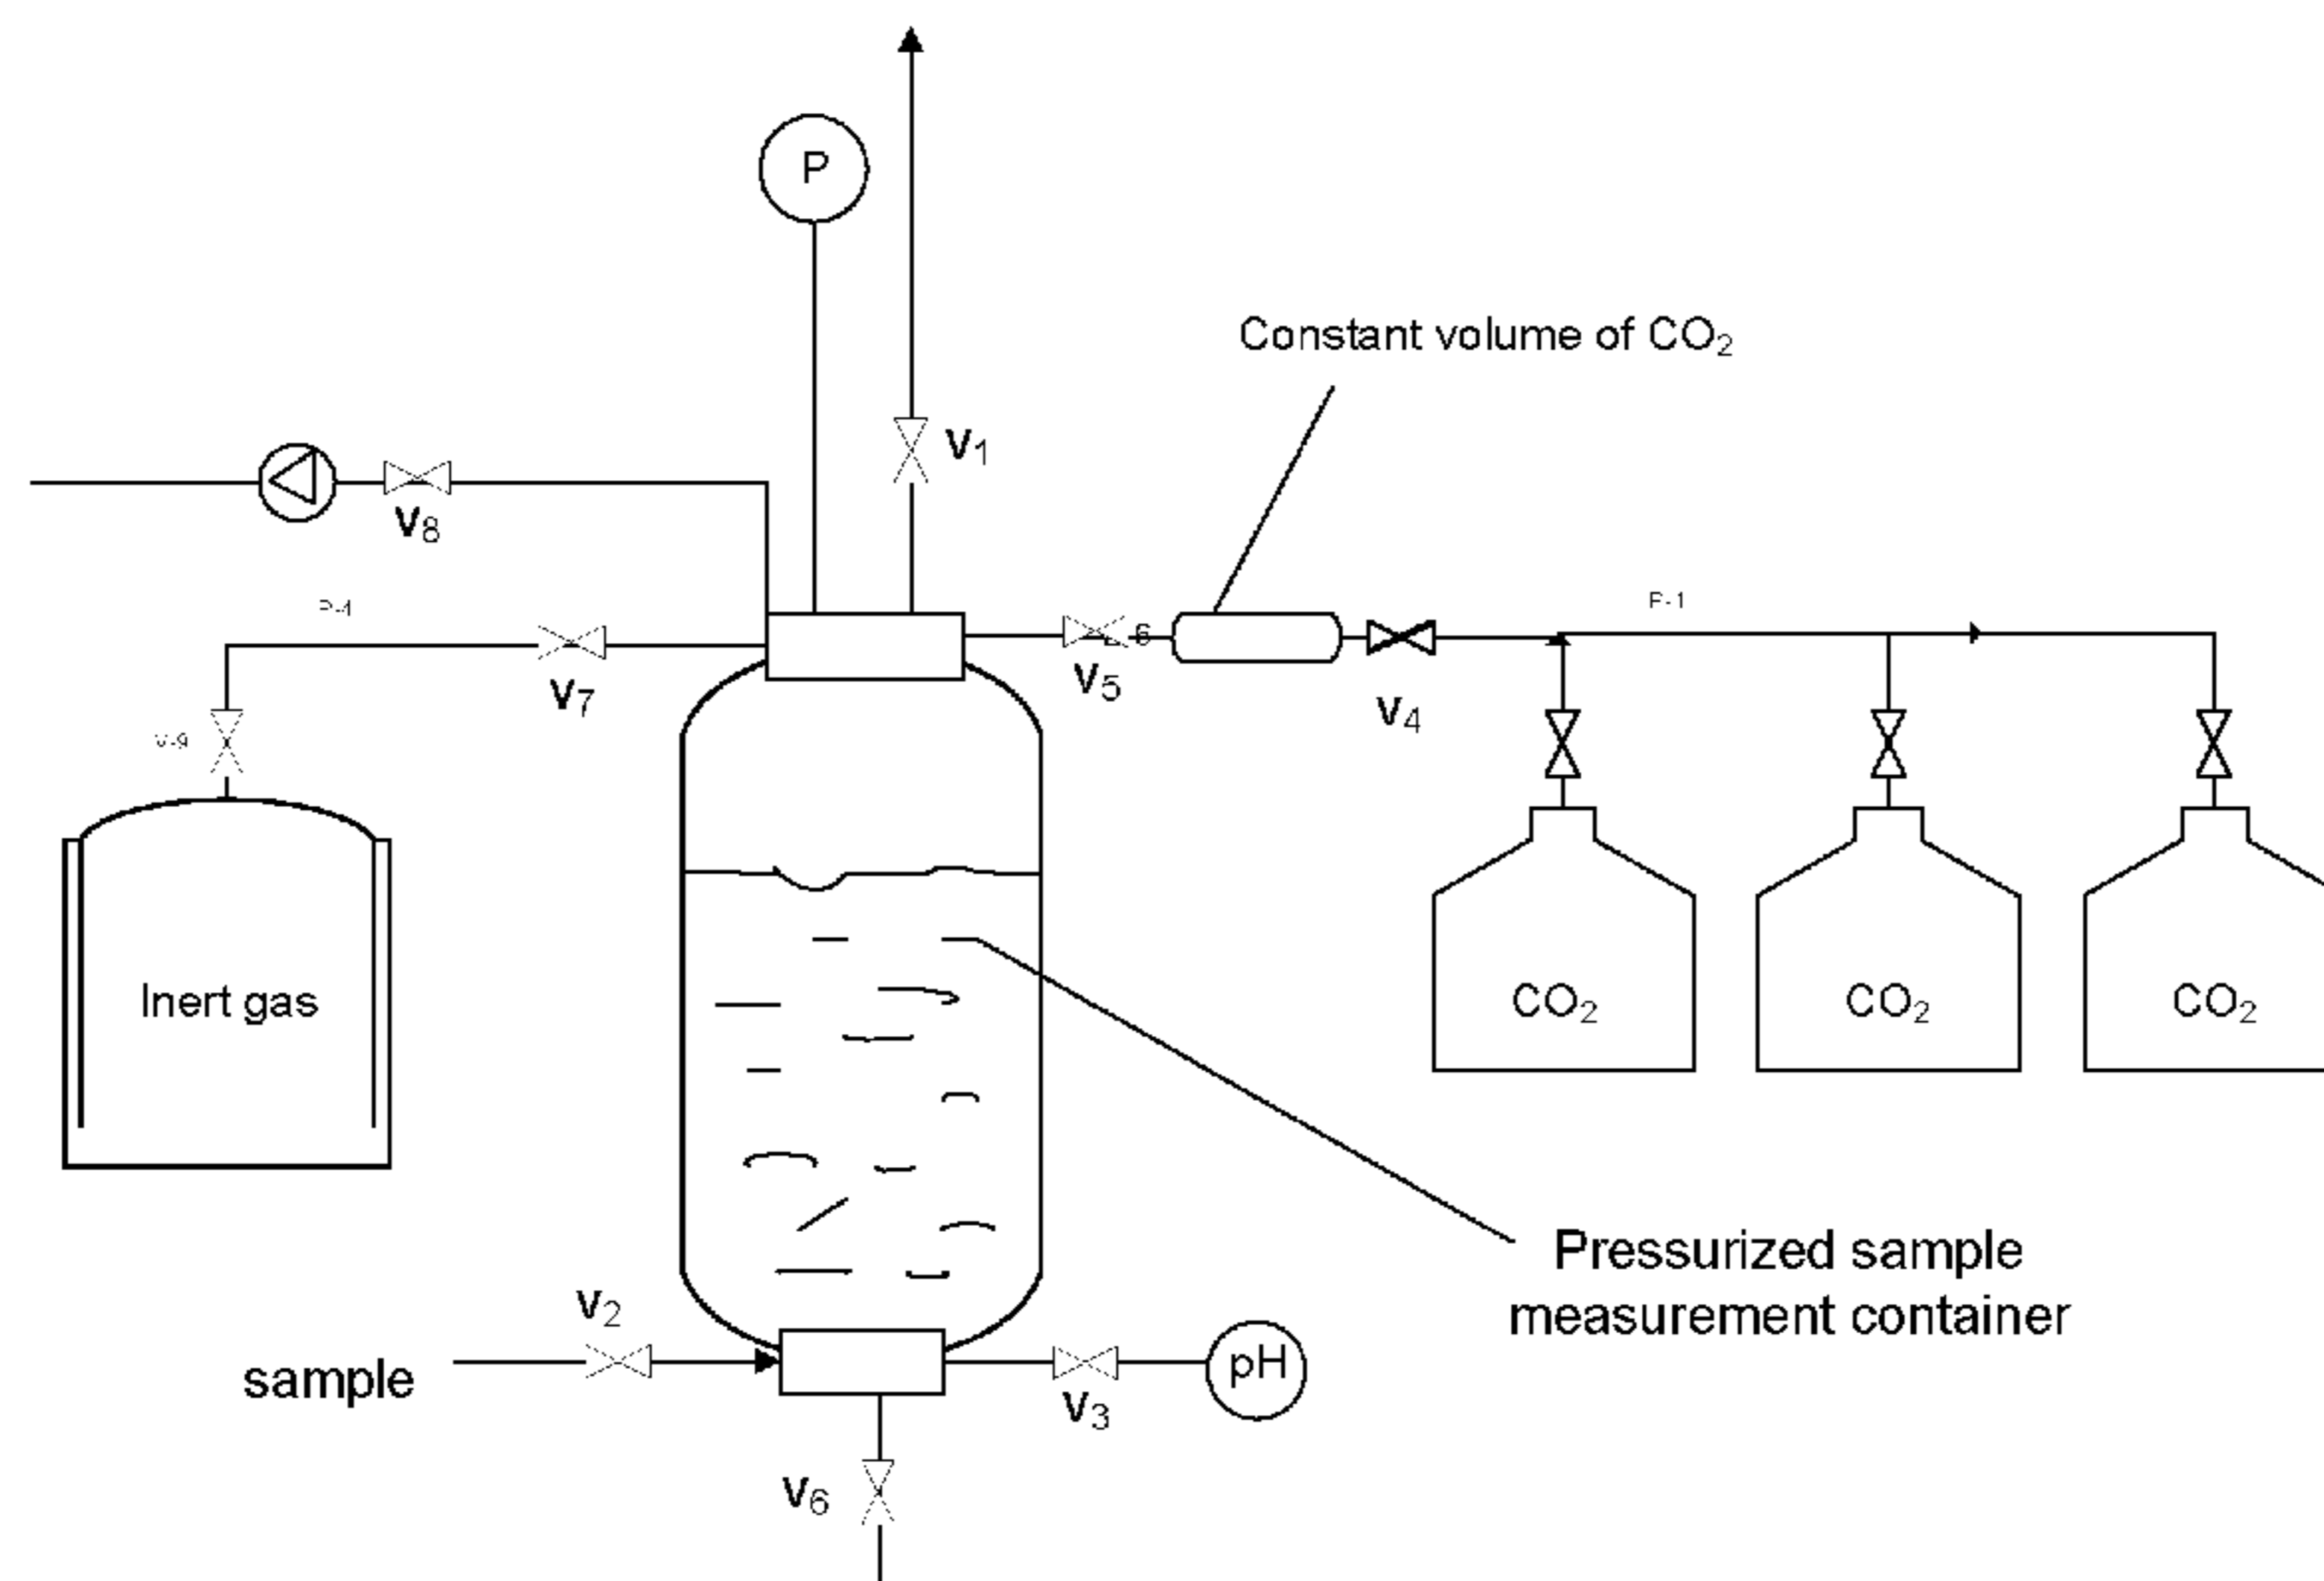 P
Constant volume of CO₂
v₁
v₈
P-1
v₅
v₇
v₄
Inert gas
CO₂
CO₂
CO₂
Pressurized sample
measurement container
v₂
sample
pH
v₃
v₆